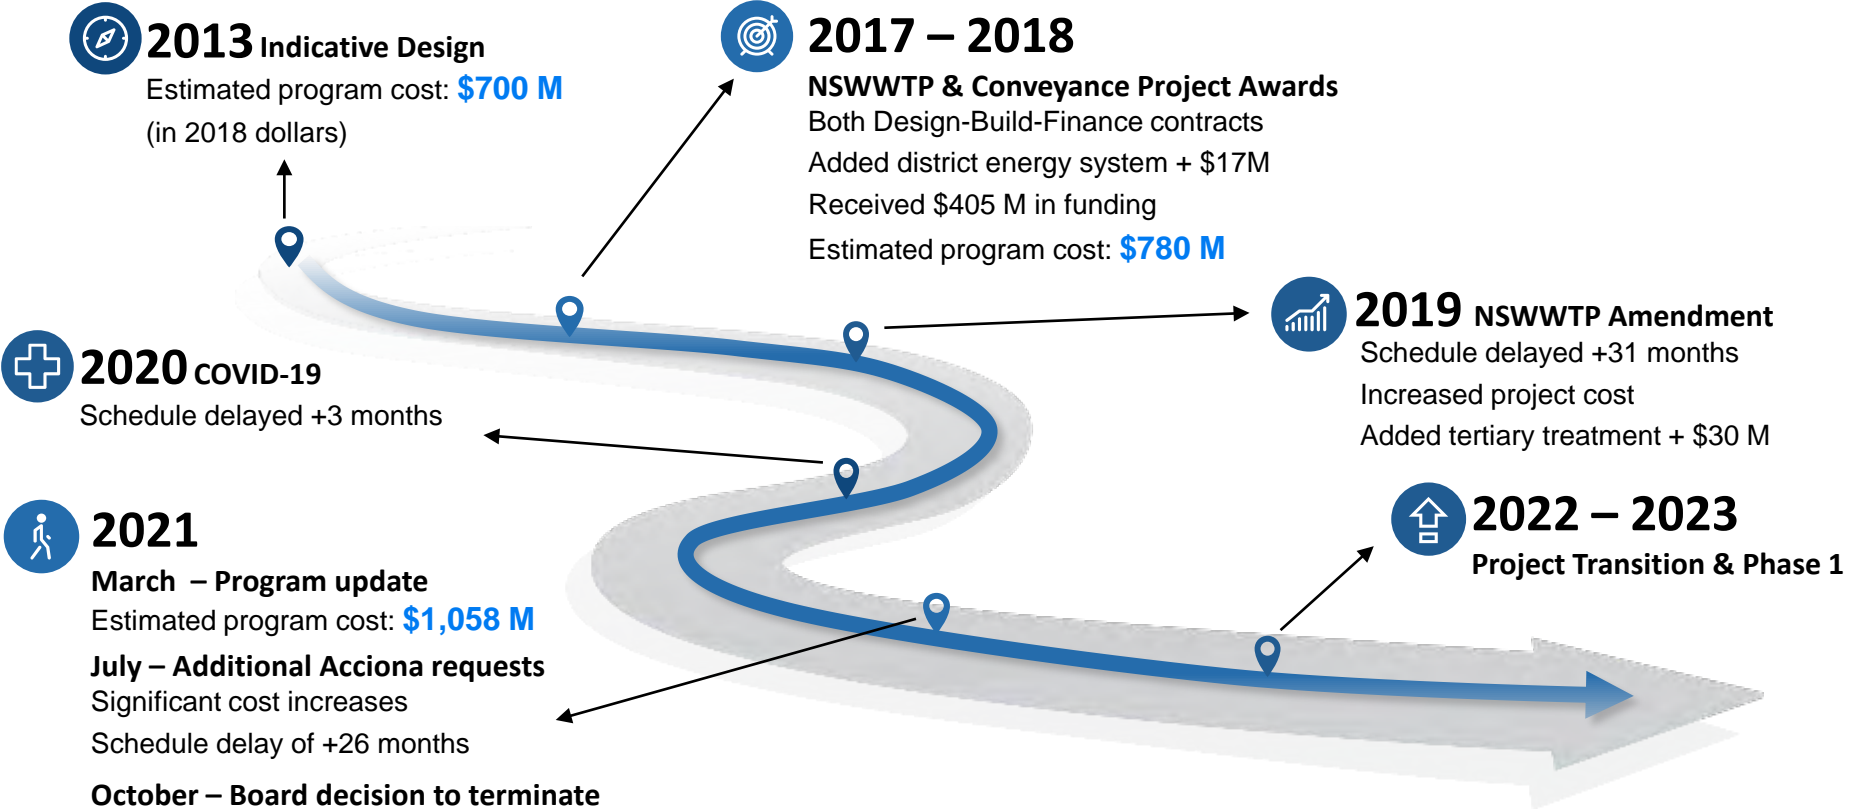 2013 Indicative Design
Estimated program cost: $700 M
(in 2018 dollars)
2017 – 2018
NSWWTP & Conveyance Project Awards
Both Design-Build-Finance contracts
Added district energy system + $17M
Received $405 M in funding
Estimated program cost: $780 M
2019 NSWWTP Amendment
Schedule delayed +31 months
Increased project cost
Added tertiary treatment + $30 M
2020 COVID-19
Schedule delayed +3 months
2021
March – Program update
Estimated program cost: $1,058 M
July – Additional Acciona requests
Significant cost increases
Schedule delay of +26 months
October – Board decision to terminate
2022 – 2023
Project Transition & Phase 1